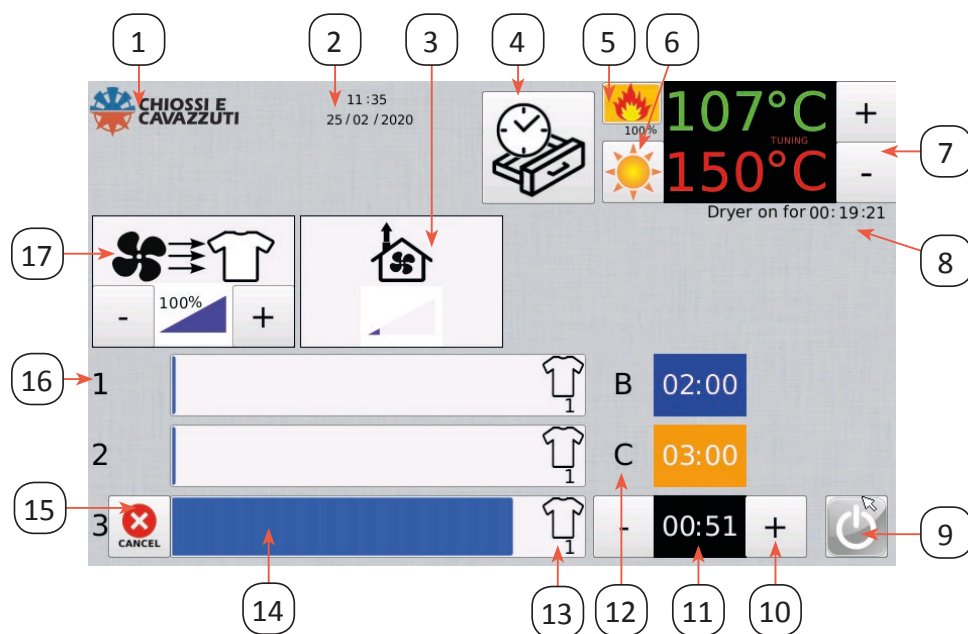 1 2 3 4 5 6
CHIOSSI E
CAVAZZUTI
11:35
25/02/2020
100%
107°C
TUNING
150°C
+
-
7
Dryer on for 00:19:21
8
17
- 100% +
16
1 1 B 02:00
2 1 C 03:00
15
3 CANCEL 1 - 00:51 +
9
14 13 12 11 10